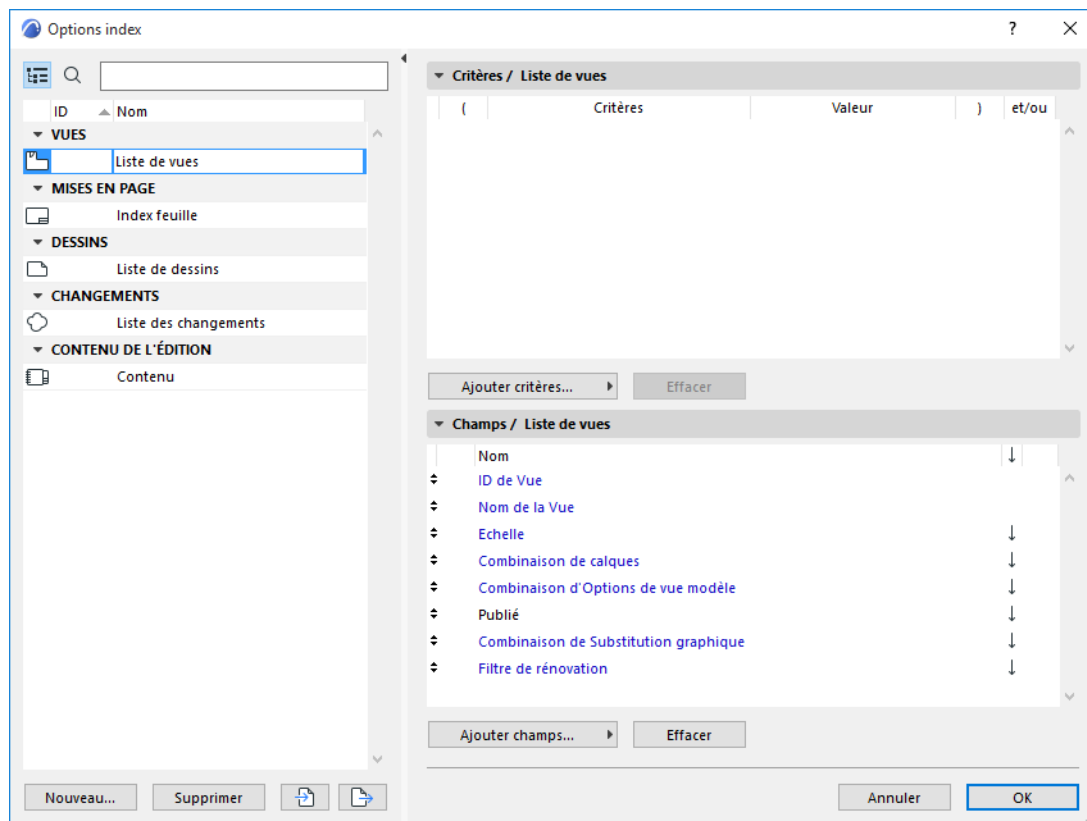 Options index
?
ID Nom
VUES
Liste de vues
MISES EN PAGE
Index feuille
DESSINS
Liste de dessins
CHANGEMENTS
Liste des changements
CONTENU DE L'ÉDITION
Contenu
Nouveau...
Supprimer
Critères / Liste de vues
( Critères Valeur ) et/ou
Ajouter critères...
Effacer
Champs / Liste de vues
Nom
ID de Vue
Nom de la Vue
Echelle
Combinaison de calques
Combinaison d'Options de vue modèle
Publié
Combinaison de Substitution graphique
Filtre de rénovation
Ajouter champs...
Effacer
Annuler
OK